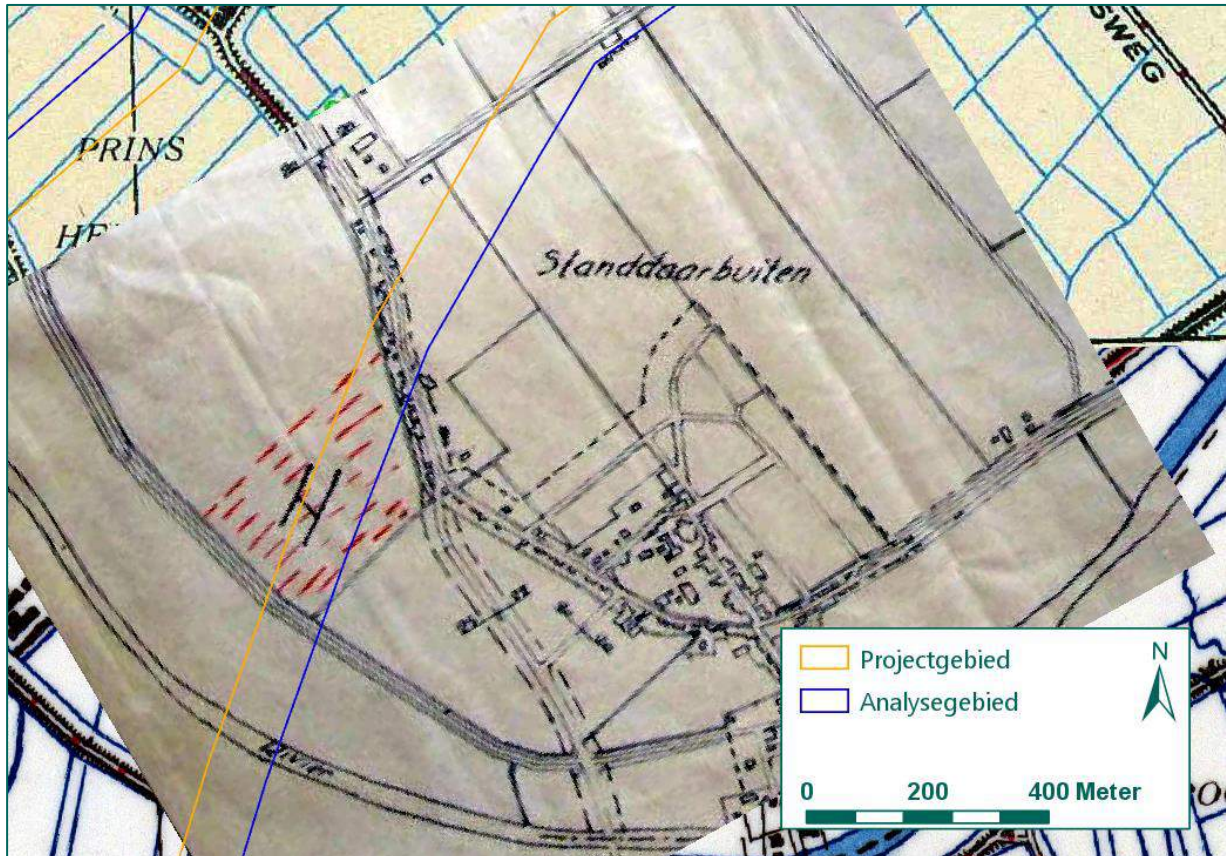 SWEG
PRINS
Standdaarbuiten
H
Projectgebied
Analysegebied
N
0 200 400 Meter